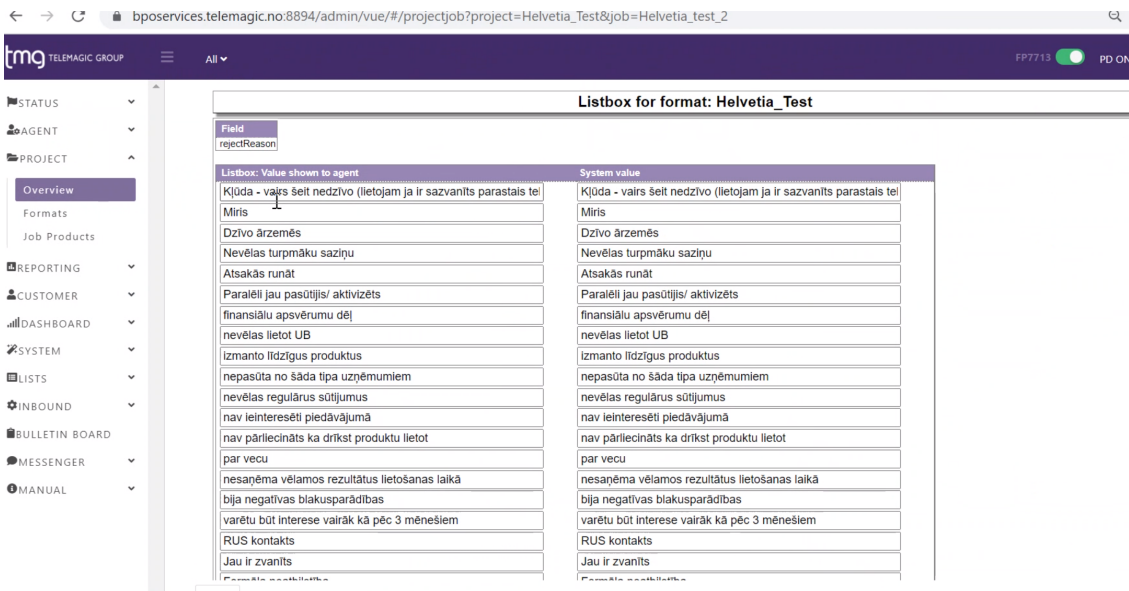 bposervices.telemagic.no:8894/admin/vue/#/projectjob?project=Helvetia_Test&job=Helvetia_test_2
tmg TELEMAGIC GROUP
All
FP7713
PD ON
STATUS
AGENT
PROJECT
Overview
Formats
Job Products
REPORTING
CUSTOMER
DASHBOARD
SYSTEM
LISTS
INBOUND
BULLETIN BOARD
MESSENGER
MANUAL
Listbox for format: Helvetia_Test
Field
rejectReason
Listbox: Value shown to agent System value
Kļūda - vairs šeit nedzīvo (lietojam ja ir sazvanīts parastais tel Kļūda - vairs šeit nedzīvo (lietojam ja ir sazvanīts parastais tel
Miris Miris
Dzīvo ārzemēs Dzīvo ārzemēs
Nevēlas turpmāku saziņu Nevēlas turpmāku saziņu
Atsakās runāt Atsakās runāt
Paralēli jau pasūtijis/ aktivizēts Paralēli jau pasūtijis/ aktivizēts
finansiālu apsvērumu dēļ finansiālu apsvērumu dēļ
nevēlas lietot UB nevēlas lietot UB
izmanto līdzīgus produktus izmanto līdzīgus produktus
nepasūta no šāda tipa uzņēmumiem nepasūta no šāda tipa uzņēmumiem
nevēlas regulārus sūtijumus nevēlas regulārus sūtijumus
nav ieinteresēti piedāvājumā nav ieinteresēti piedāvājumā
nav pārliecināts ka drīkst produktu lietot nav pārliecināts ka drīkst produktu lietot
par vecu par vecu
nesaņēma vēlamos rezultātus lietošanas laikā nesaņēma vēlamos rezultātus lietošanas laikā
bija negatīvas blakusparādības bija negatīvas blakusparādības
varētu būt interese vairāk kā pēc 3 mēnešiem varētu būt interese vairāk kā pēc 3 mēnešiem
RUS kontakts RUS kontakts
Jau ir zvanīts Jau ir zvanīts